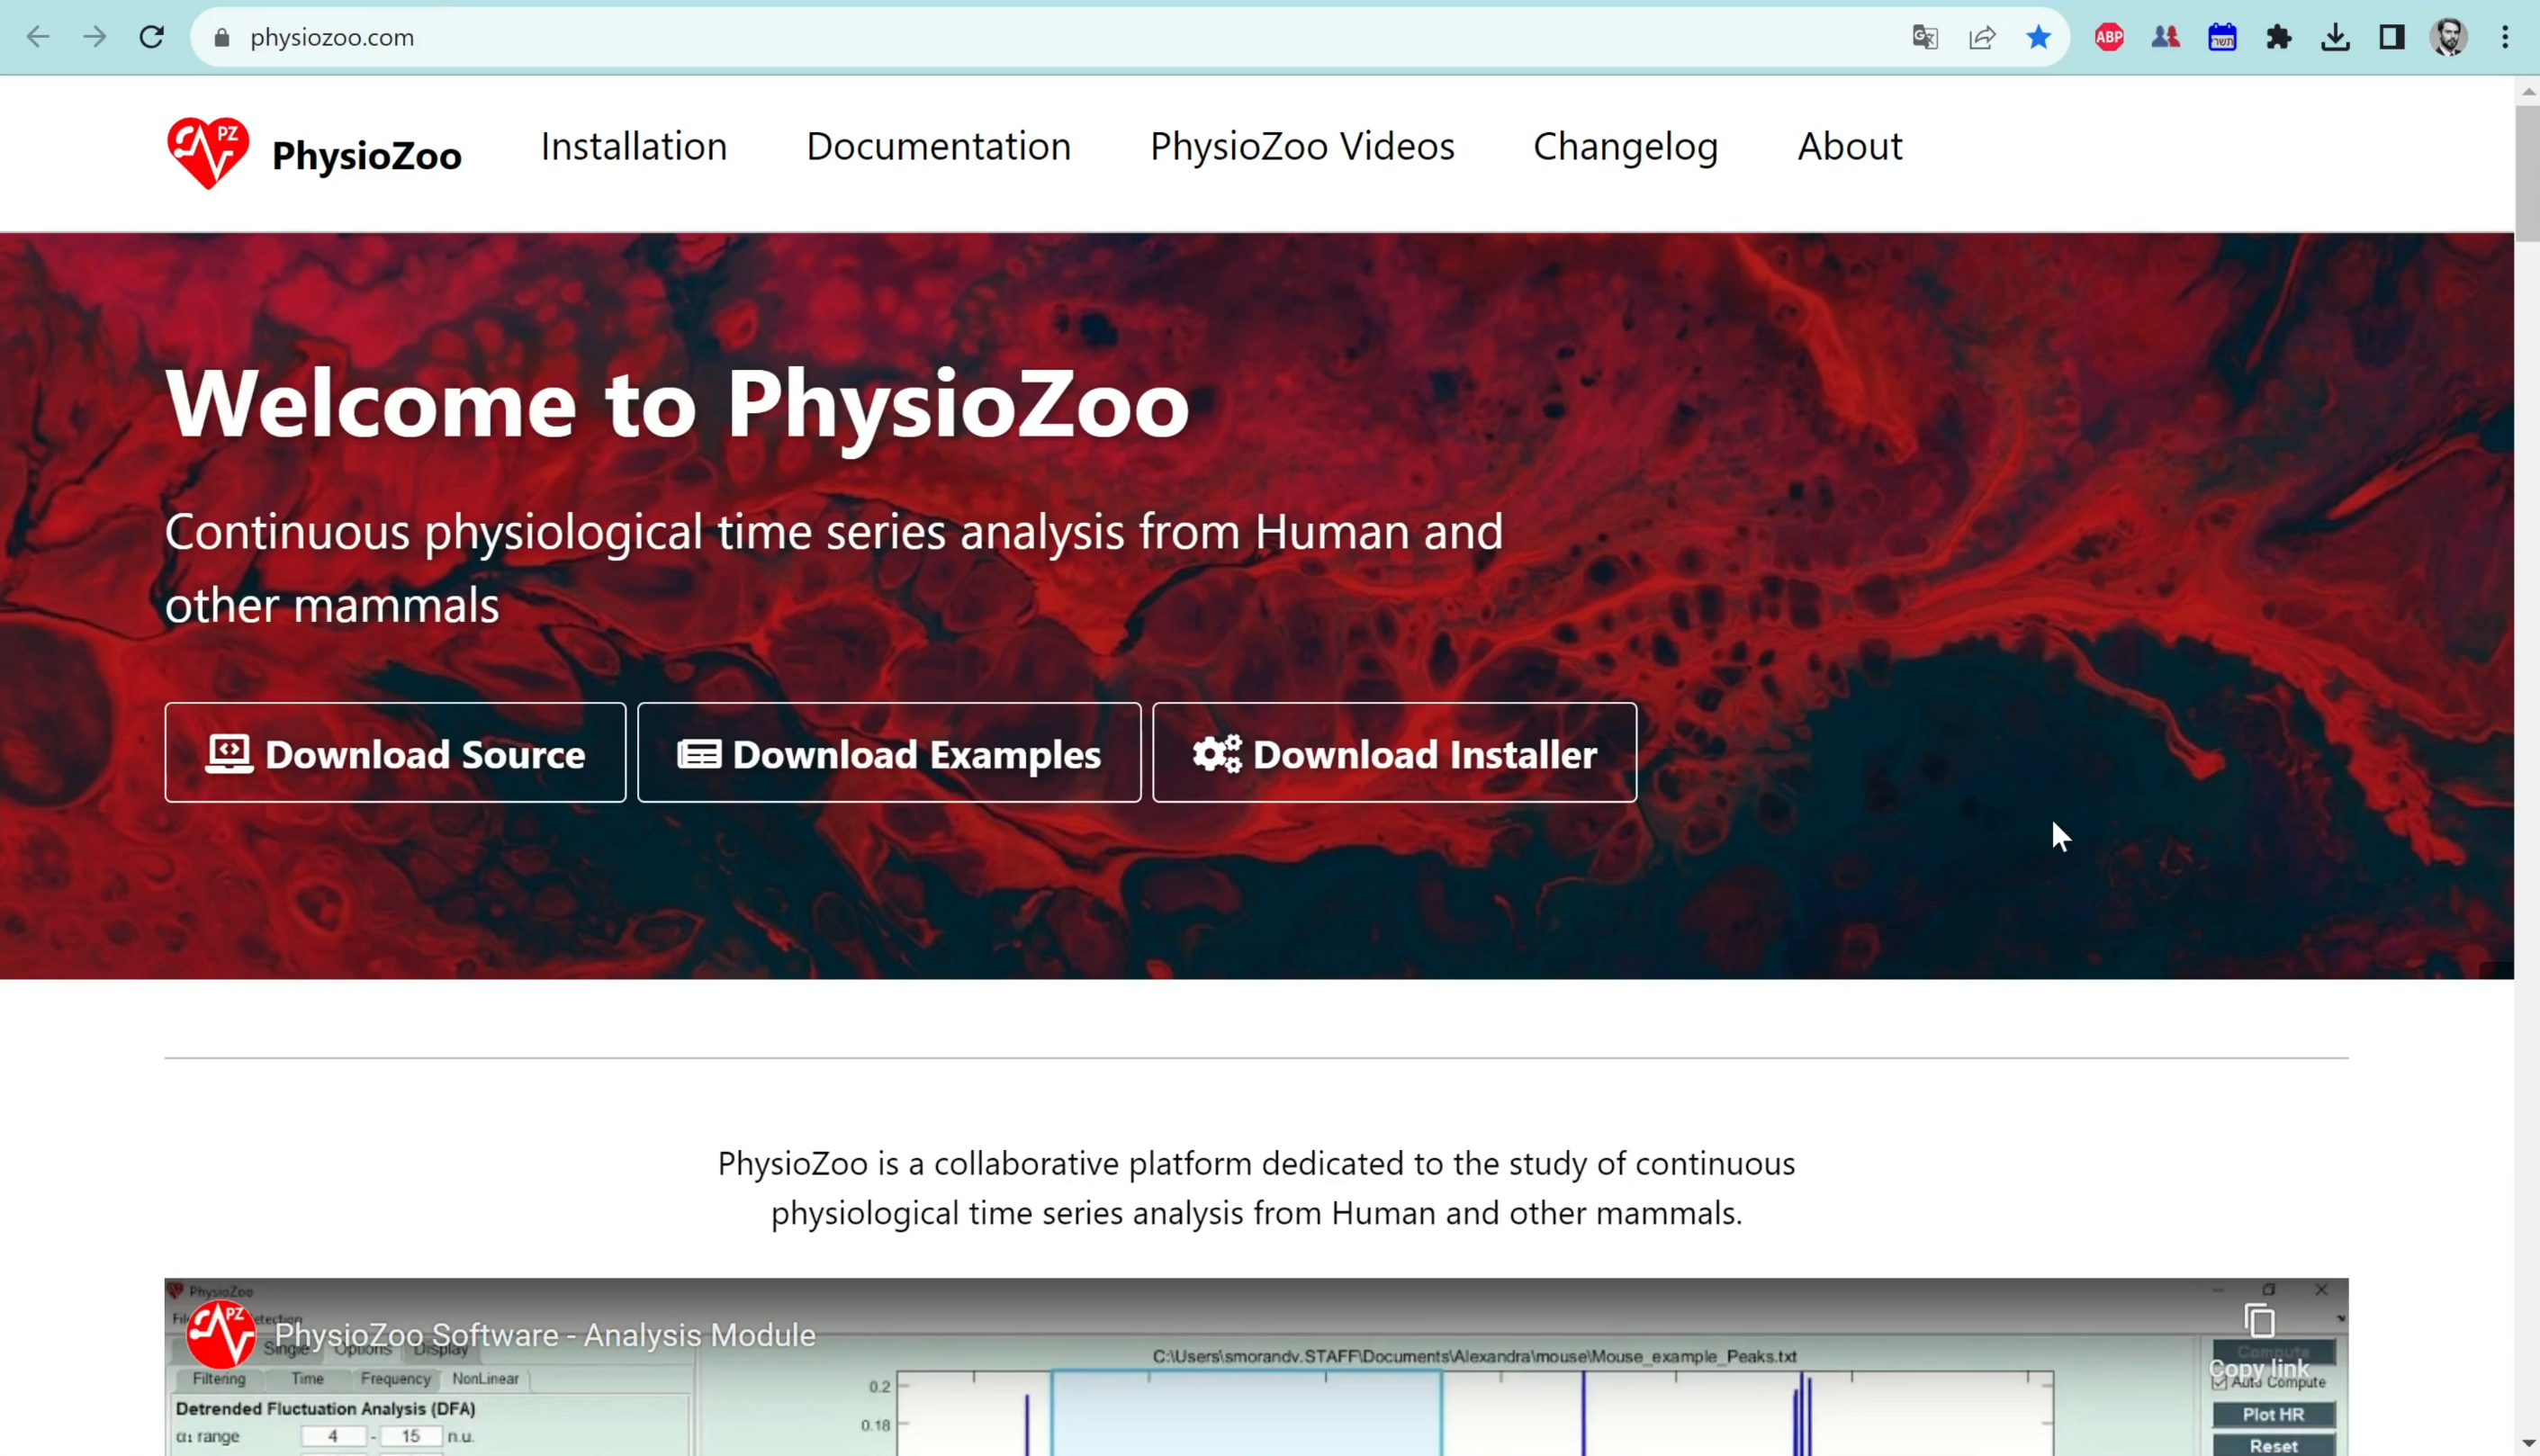 physiozoo.com
ABP
תשרי
PZ
PhysioZoo
Installation
Documentation
PhysioZoo Videos
Changelog
About
Welcome to PhysioZoo
Continuous physiological time series analysis from Human and
other mammals
Download Source
Download Examples
Download Installer
PhysioZoo is a collaborative platform dedicated to the study of continuous
physiological time series analysis from Human and other mammals.
PhysioZoo
PZ
PhysioZoo Software - Analysis Module
Single Options Display
Filtering Time Frequency NonLinear
Detrended Fluctuation Analysis (DFA)
α₁ range 4 - 15 n.u.
C:\Users\smorandv.STAFF\Documents\Alexandra\mouse\Mouse_example_Peaks.txt
0.2
0.18
Compute
Copy link
Auto Compute
Plot HR
Reset